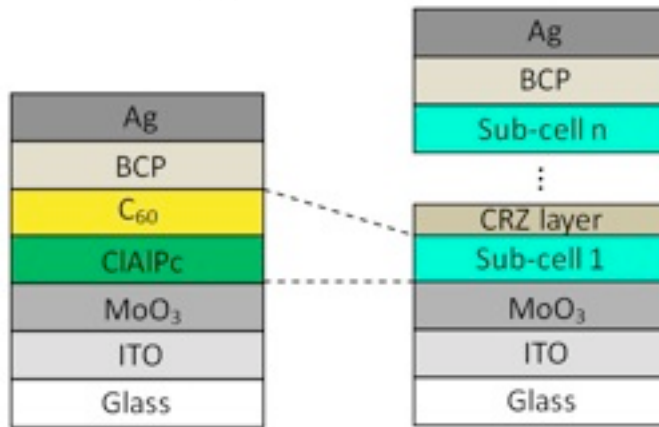 Ag
BCP
C₆₀
ClAlPc
MoO₃
ITO
Glass
Ag
BCP
Sub-cell n
⋮
CRZ layer
Sub-cell 1
MoO₃
ITO
Glass